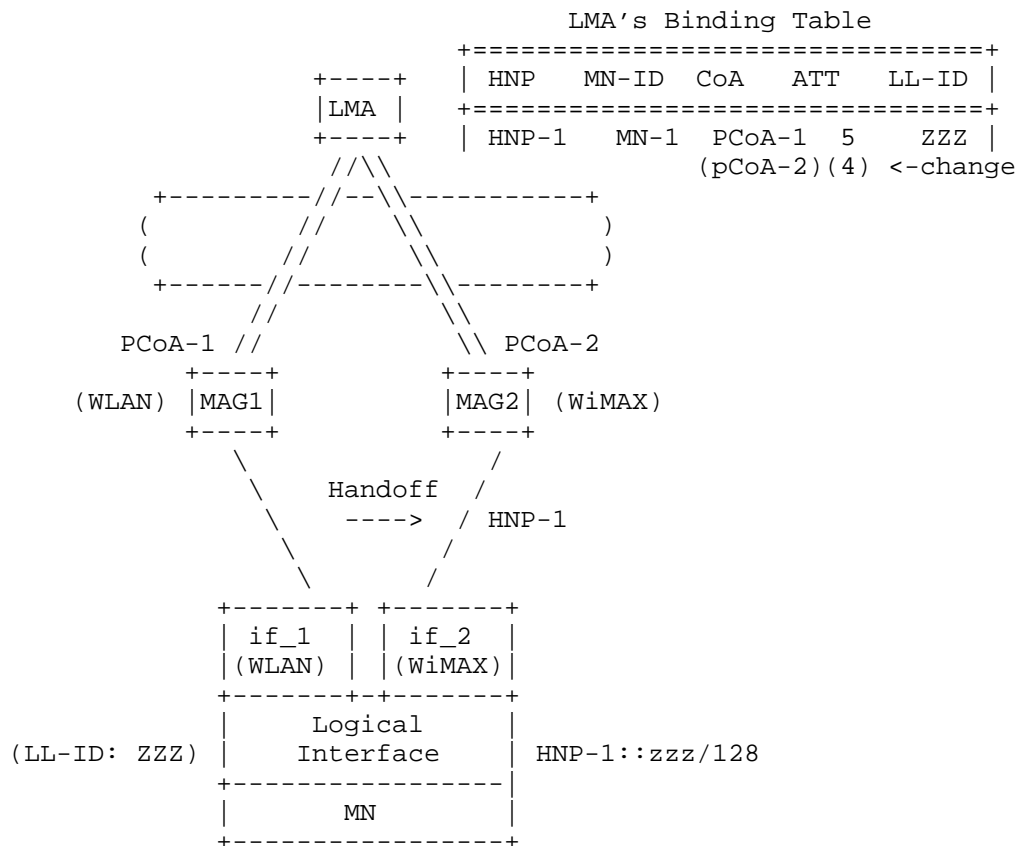 LMA's Binding Table
HNP MN-ID CoA ATT LL-ID
LMA
HNP-1 MN-1 PCoA-1 5 ZZZ
(pCoA-2)(4) <-change
PCoA-1 PCoA-2
(WLAN) MAG1 MAG2 (WiMAX)
Handoff
----> HNP-1
if_1 if_2
(WLAN) (WiMAX)
Logical
(LL-ID: ZZZ) Interface HNP-1::zzz/128
MN